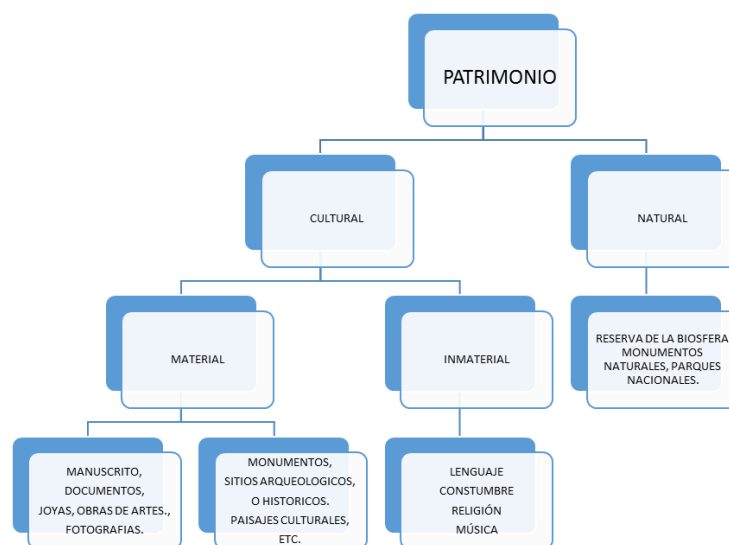 PATRIMONIO
CULTURAL
NATURAL
MATERIAL
INMATERIAL
RESERVA DE LA BIOSFERA
MONUMENTOS
NATURALES, PARQUES
NACIONALES.
MANUSCRITO,
DOCUMENTOS,
JOYAS, OBRAS DE ARTES.,
FOTOGRAFIAS.
MONUMENTOS,
SITIOS ARQUEOLOGICOS,
O HISTORICOS.
PAISAJES CULTURALES,
ETC.
LENGUAJE
CONSTUMBRE
RELIGIÓN
MÚSICA